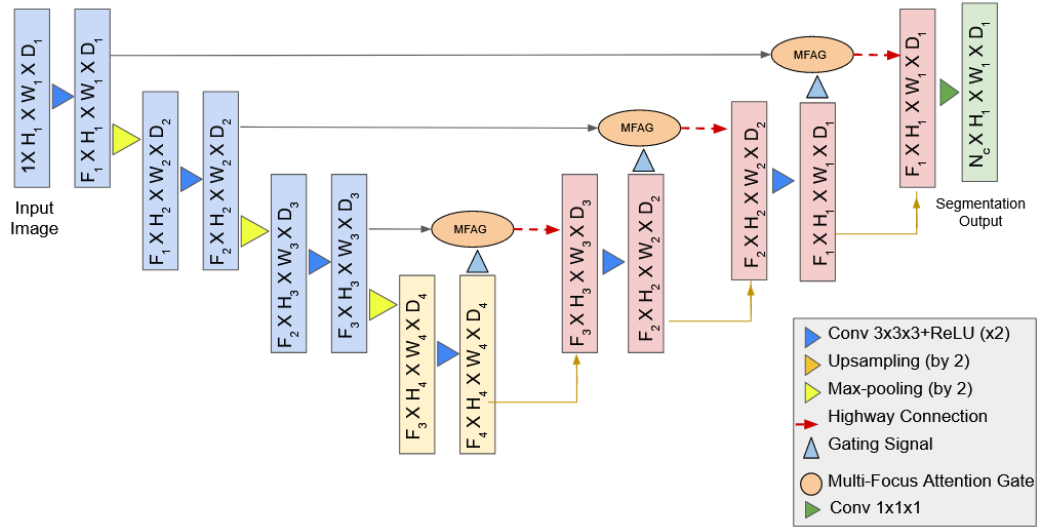 1X H₁ X W₁ X D₁
F₁ X H₁ X W₁ X D₁
F₁ X H₂ X W₂ X D₂
F₂ X H₂ X W₂ X D₂
F₂ X H₃ X W₃ X D₃
F₃ X H₃ X W₃ X D₃
F₃ X H₄ X W₄ X D₄
F₄ X H₄ X W₄ X D₄
MFAG
F₃ X H₃ X W₃ X D₃
F₂ X H₂ X W₂ X D₂
MFAG
F₂ X H₂ X W₂ X D₂
F₁ X H₁ X W₁ X D₁
MFAG
F₁ X H₁ X W₁ X D₁
N_c X H₁ X W₁ X D₁
Input
Image
Segmentation
Output
Conv 3x3x3+ReLU (x2)
Upsampling (by 2)
Max-pooling (by 2)
Highway Connection
Gating Signal
Multi-Focus Attention Gate
Conv 1x1x1